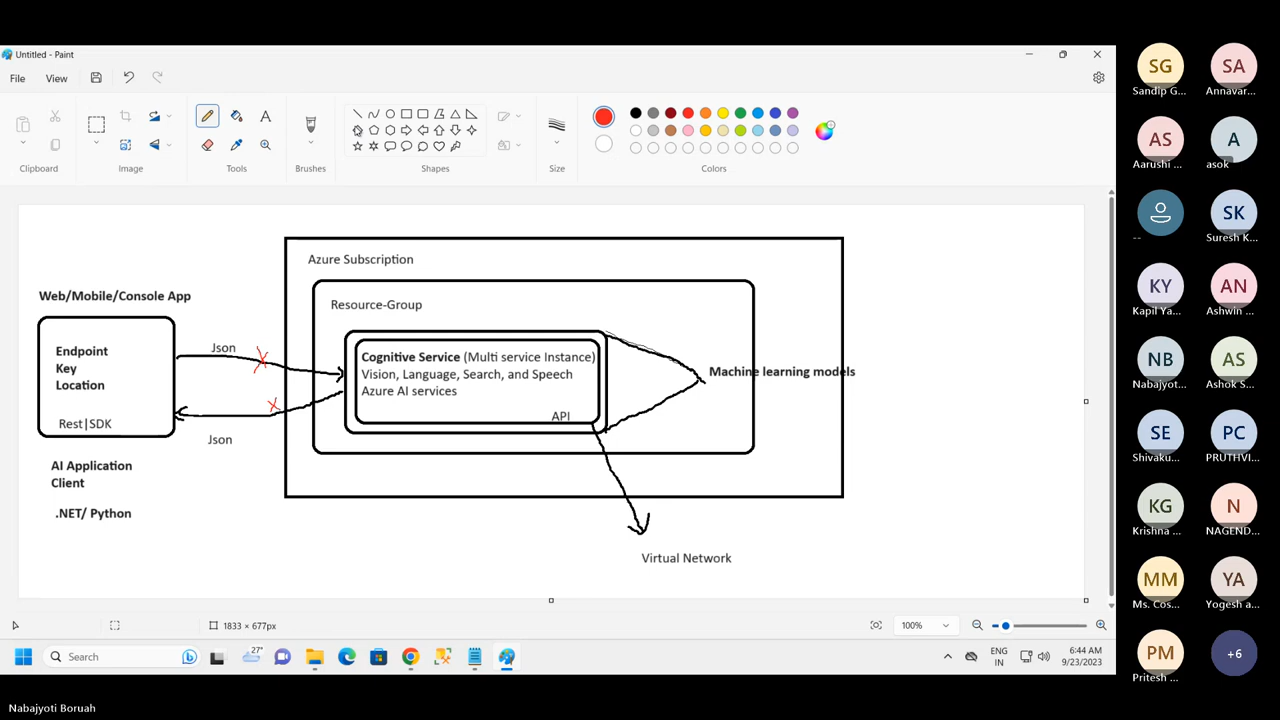 Untitled - Paint
File
View
Clipboard
Image
Tools
Brushes
Shapes
Size
Colors
Azure Subscription
Resource-Group
Web/Mobile/Console App
Endpoint
Key
Location
Rest|SDK
Json
Json
Cognitive Service (Multi service Instance)
Vision, Language, Search, and Speech
Azure AI services
API
Machine learning models
AI Application
Client
.NET/ Python
Virtual Network
1833 × 677px
100%
Search
27°
ENG
IN
6:44 AM
9/23/2023
SG
Sandip G...
SA
Annavar...
AS
Aarushi ...
A
asok
--
SK
Suresh K...
KY
Kapil Ya...
AN
Ashwin ...
NB
Nabajyot...
AS
Ashok S...
SE
Shivaku...
PC
PRUTHVI...
KG
Krishna ...
N
NAGEND...
MM
Ms. Cos...
YA
Yogesh a...
PM
Pritesh ...
+6
Nabajyoti Boruah